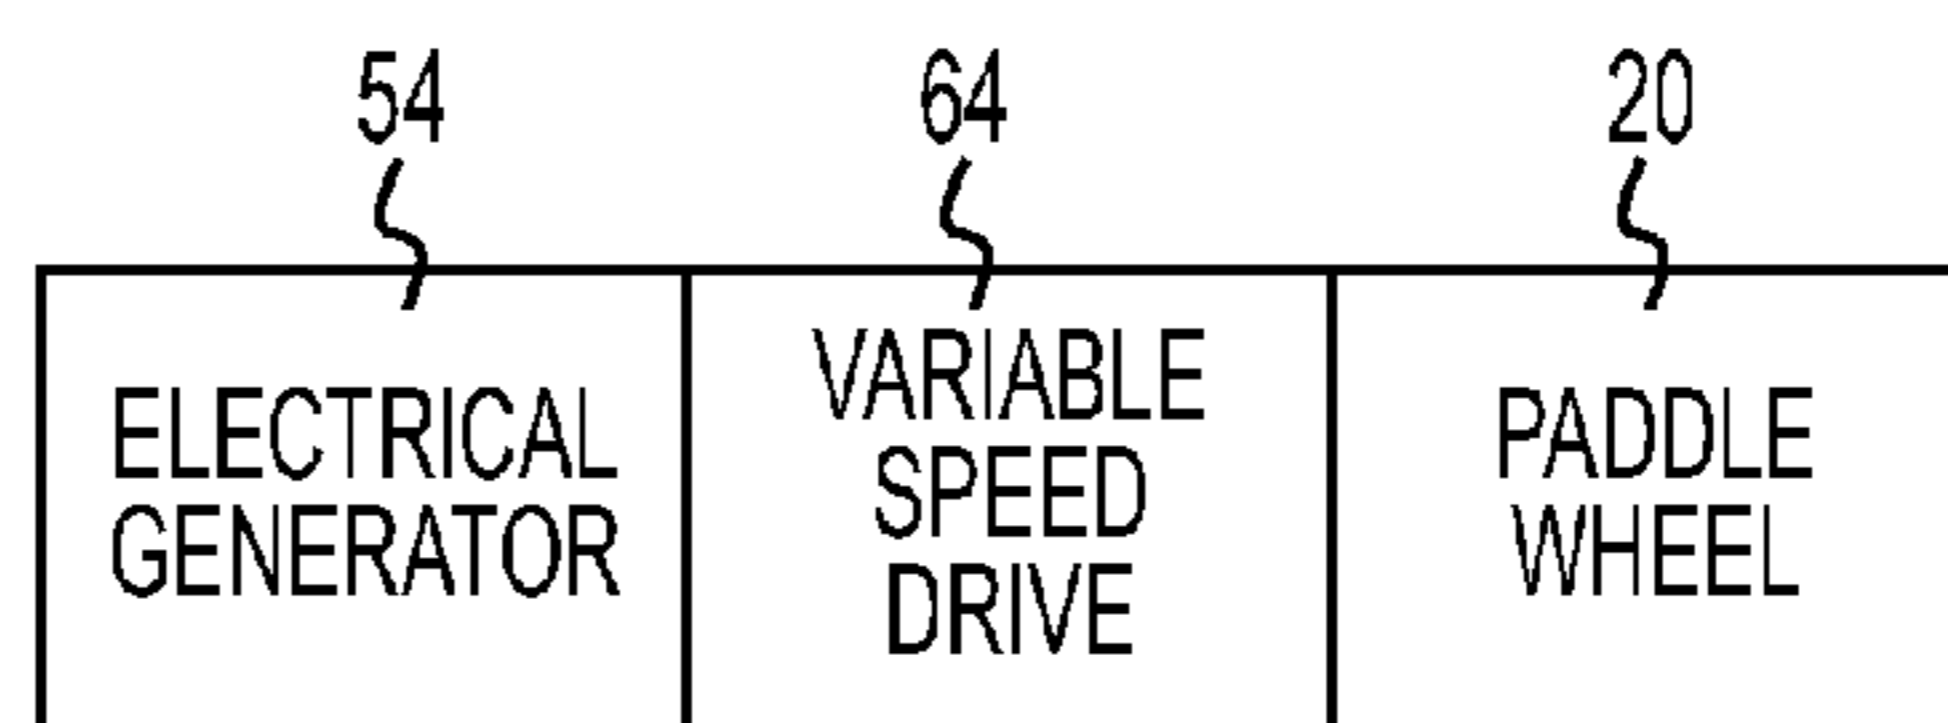 54
64
20
ELECTRICAL
GENERATOR
VARIABLE
SPEED
DRIVE
PADDLE
WHEEL